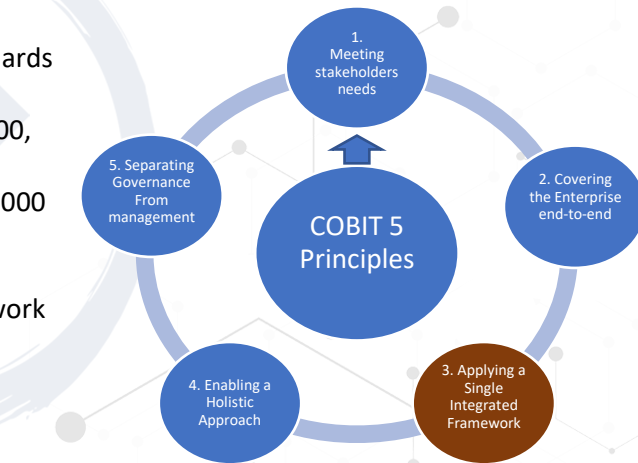 ards
00,
000
work
1.
Meeting
stakeholders
needs
2. Covering
the Enterprise
end-to-end
3. Applying a
Single
Integrated
Framework
4. Enabling a
Holistic
Approach
5. Separating
Governance
From
management
COBIT 5
Principles